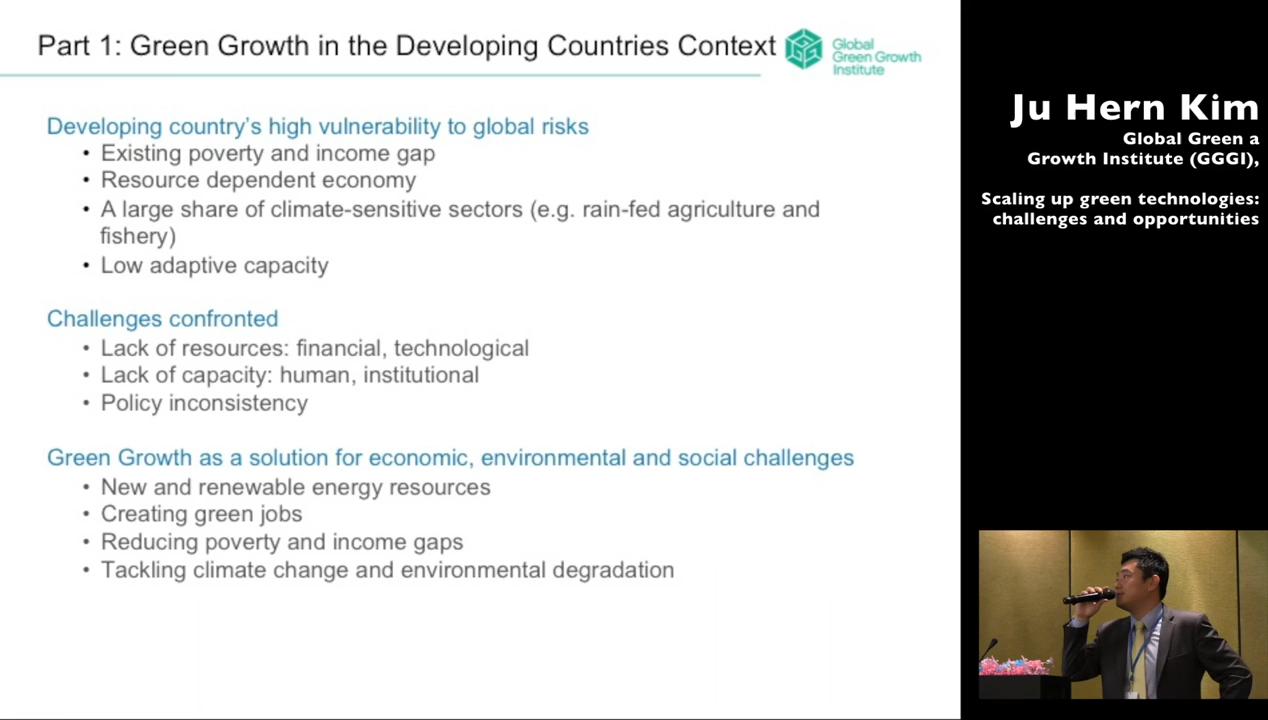 Part 1: Green Growth in the Developing Countries Context
Global
Green Growth
Institute
Developing country's high vulnerability to global risks
• Existing poverty and income gap
• Resource dependent economy
• A large share of climate-sensitive sectors (e.g. rain-fed agriculture and
fishery)
• Low adaptive capacity
Challenges confronted
• Lack of resources: financial, technological
• Lack of capacity: human, institutional
• Policy inconsistency
Green Growth as a solution for economic, environmental and social challenges
• New and renewable energy resources
• Creating green jobs
• Reducing poverty and income gaps
• Tackling climate change and environmental degradation
Ju Hern Kim
Global Green a
Growth Institute (GGGI),
Scaling up green technologies:
challenges and opportunities